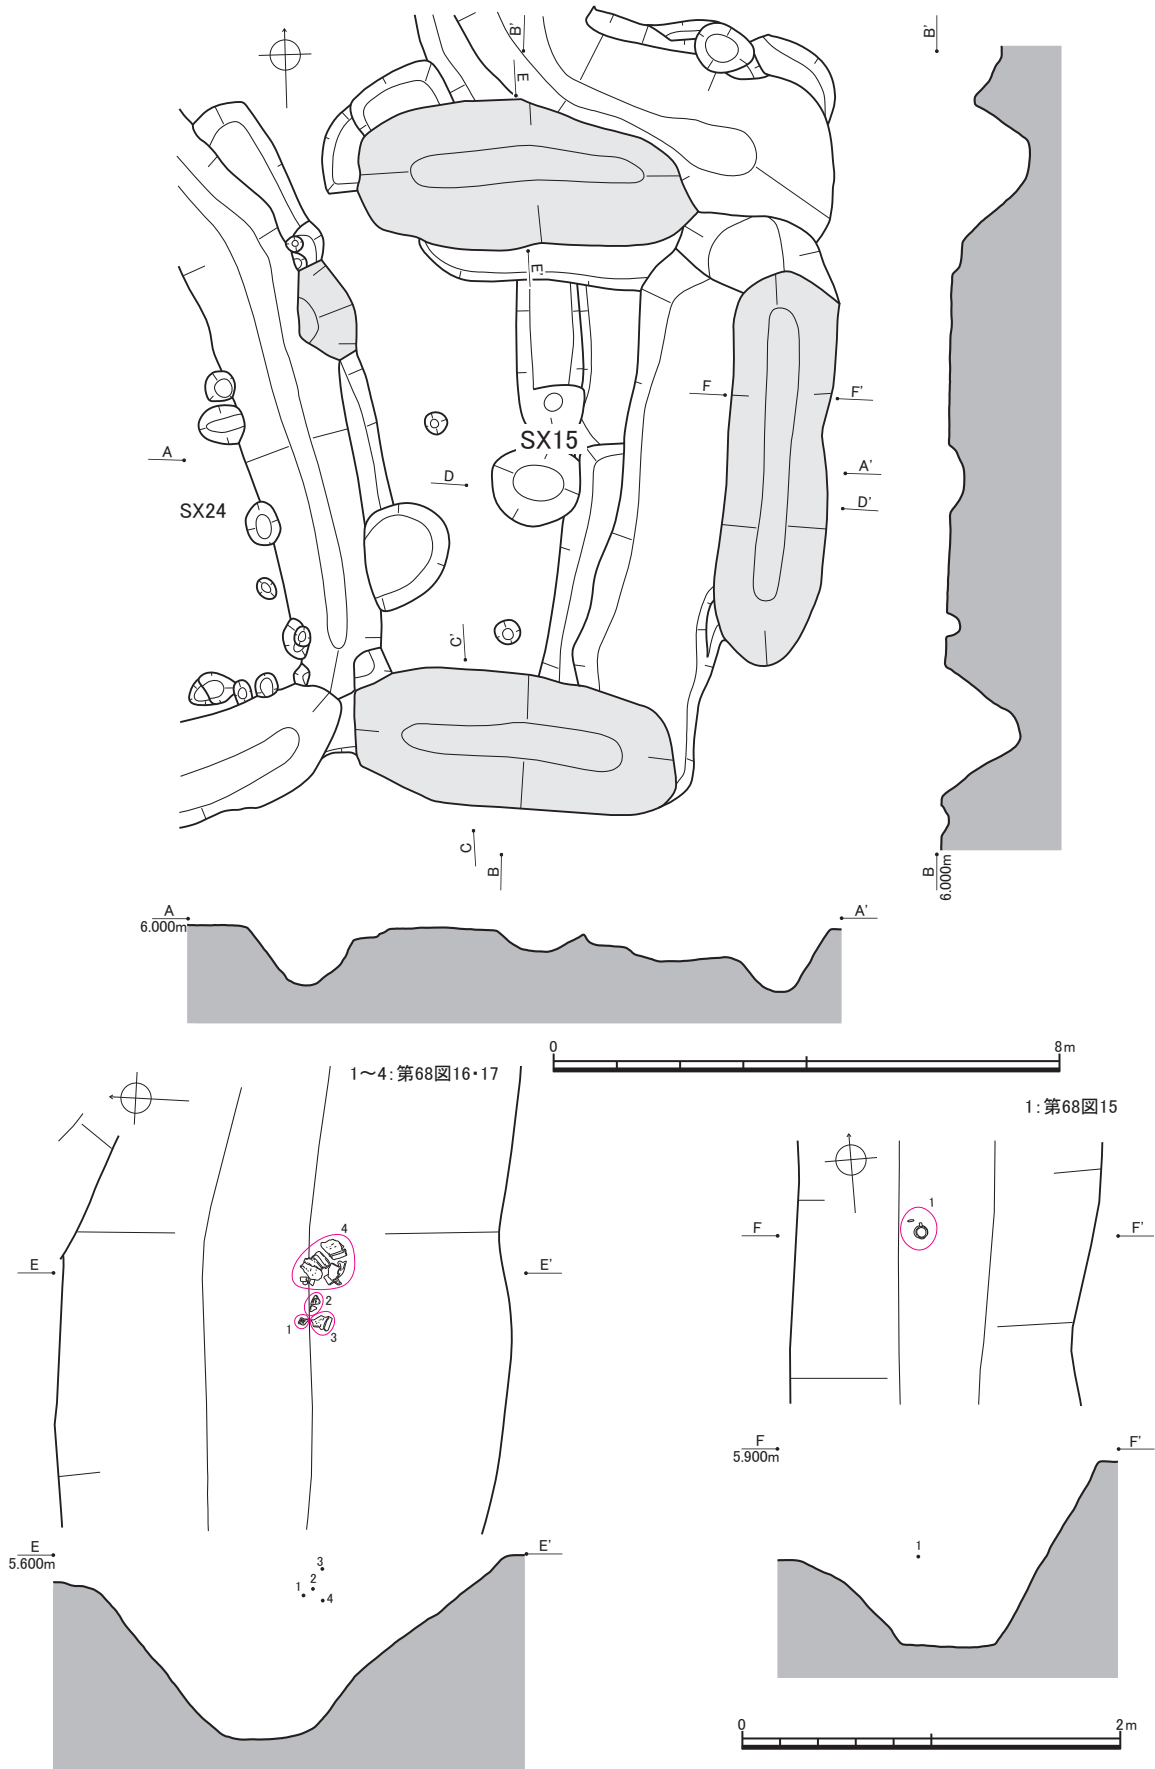 B'
B'
E
E'
F
F'
SX15
A
A'
D
D'
SX24
C'
C
B
B
6.000m
A
A'
6.000m
0
8m
1～4:第68図16・17
1:第68図15
4
2
1
3
E
E'
1
F
F'
F
5.900m
F'
1
E
5.600m
E'
3
2
1
4
0
2m